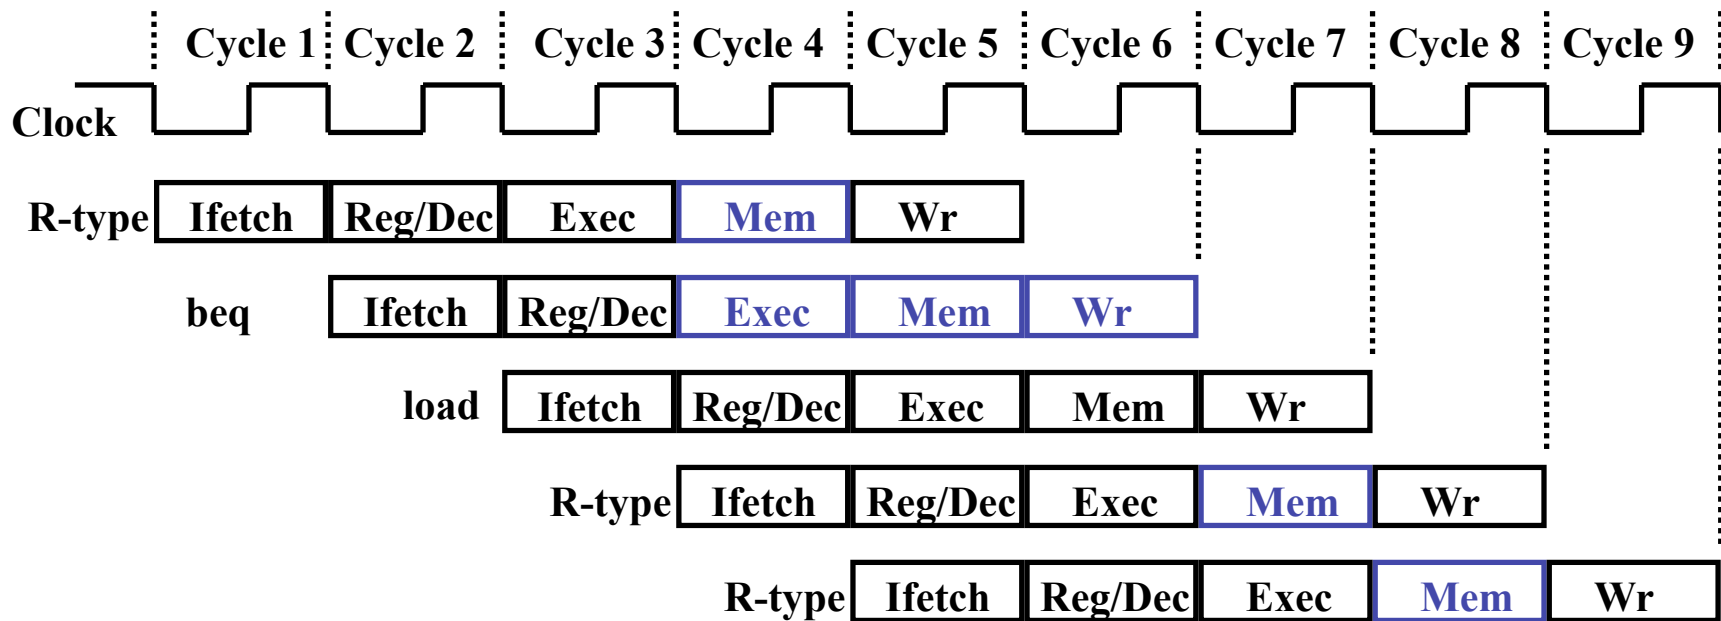 Cycle 1 Cycle 2 Cycle 3 Cycle 4 Cycle 5 Cycle 6 Cycle 7 Cycle 8 Cycle 9
Clock
R-type Ifetch Reg/Dec Exec Mem Wr
beq Ifetch Reg/Dec Exec Mem Wr
load Ifetch Reg/Dec Exec Mem Wr
R-type Ifetch Reg/Dec Exec Mem Wr
R-type Ifetch Reg/Dec Exec Mem Wr